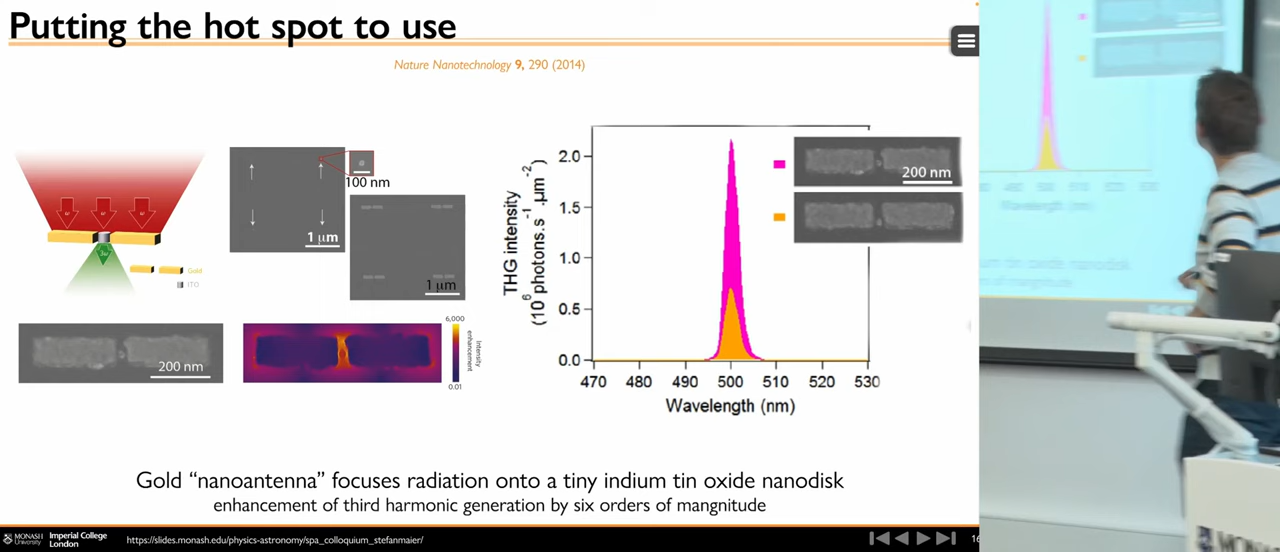 Putting the hot spot to use
Nature Nanotechnology 9, 290 (2014)
ω
ω
ω
3ω
Gold
ITO
100 nm
1 μm
1 μm
200 nm
6,000
Intensity
enhancement
0.01
THG intensity
(10⁶ photons.s⁻¹.μm⁻²)
2.0
1.5
1.0
0.5
0.0
470 480 490 500 510 520 530
Wavelength (nm)
200 nm
Gold “nanoantenna” focuses radiation onto a tiny indium tin oxide nanodisk
enhancement of third harmonic generation by six orders of mangnitude
MONASH
University
Imperial College
London
https://slides.monash.edu/physics-astronomy/spa_colloquium_stefanmaier/
16
Wavelength (nm)
MONA